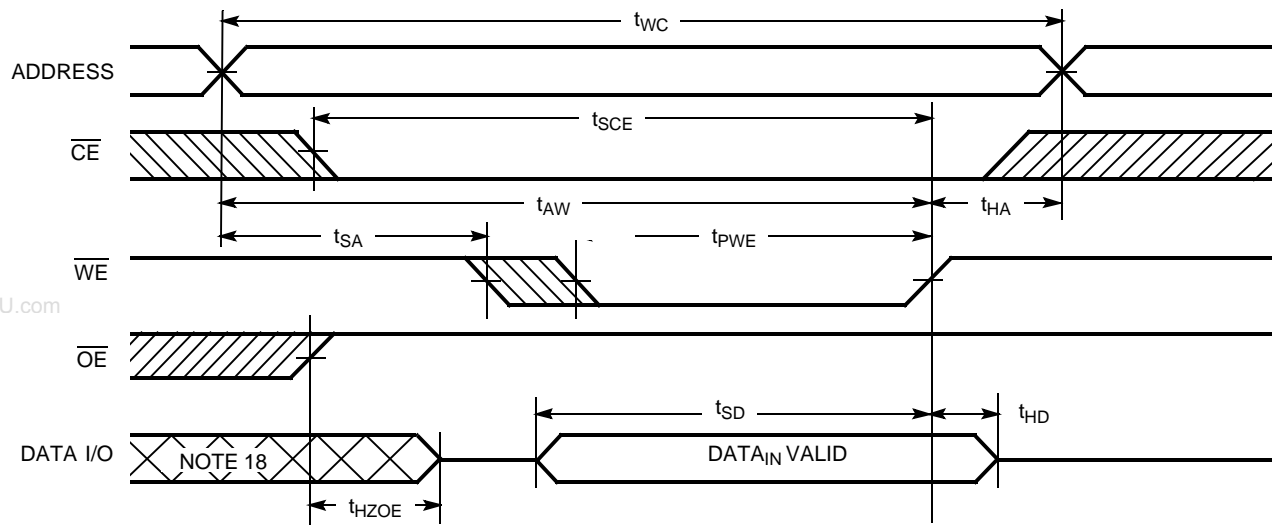 tWC
ADDRESS
tSCE
CE
tAW
tHA
tSA
tPWE
WE
U.com
OE
tSD
tHD
DATA I/O
NOTE 18
DATAIN VALID
tHZOE